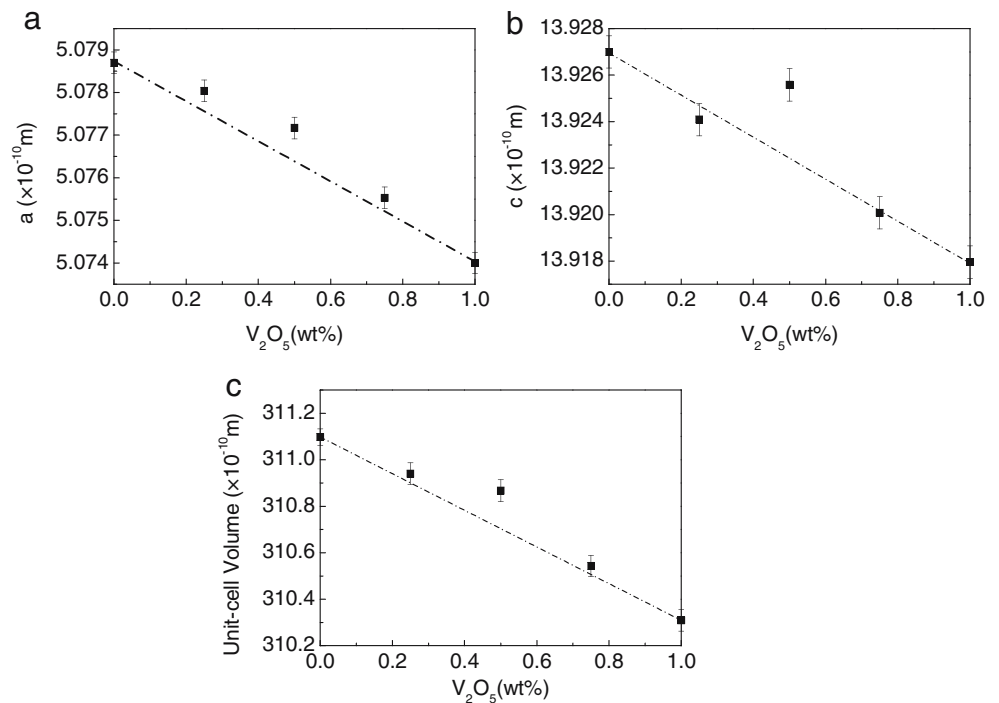 a
5.079
5.078
5.077
5.076
5.075
5.074
a (×10⁻¹⁰m)
0.0 0.2 0.4 0.6 0.8 1.0
V₂O₅(wt%)
b
13.928
13.926
13.924
13.922
13.920
13.918
c (×10⁻¹⁰m)
0.0 0.2 0.4 0.6 0.8 1.0
V₂O₅(wt%)
c
311.2
311.0
310.8
310.6
310.4
310.2
Unit-cell Volume (×10⁻¹⁰m)
0.0 0.2 0.4 0.6 0.8 1.0
V₂O₅(wt%)